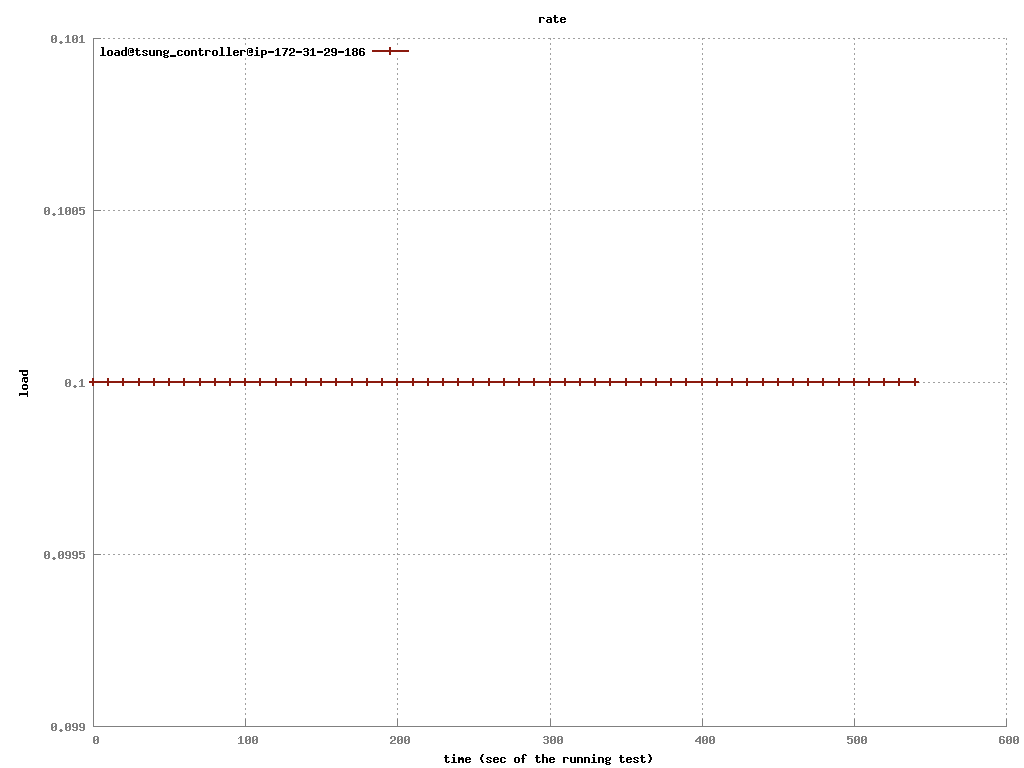 rate
0.101
load@tsung_controller@ip-172-31-29-186
0.1005
load
0.1
0.0995
0.099
0 100 200 300 400 500 600
time (sec of the running test)